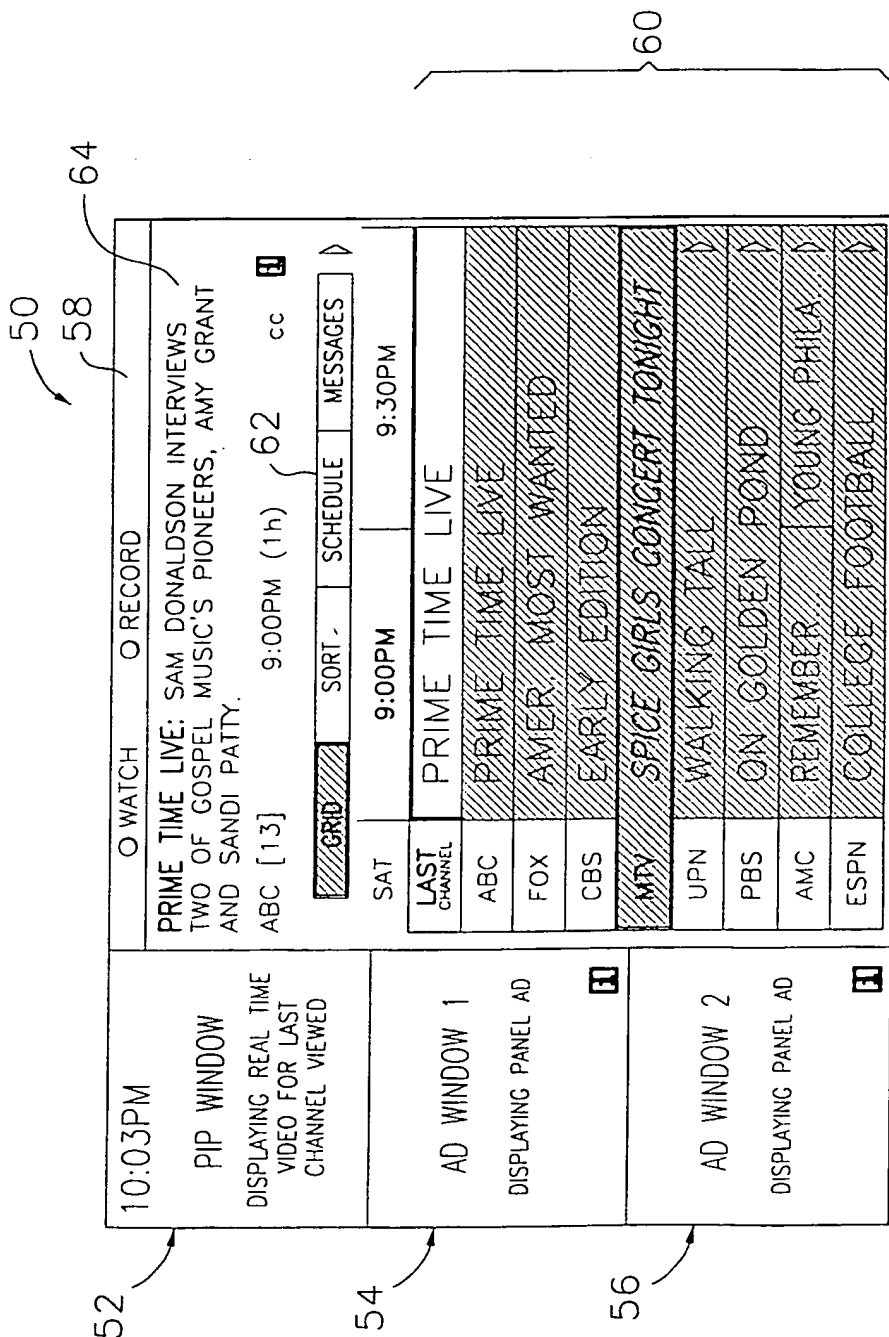 50
58
64
52
54
56
60
62
10:03PM
PIP WINDOW
DISPLAYING REAL TIME
VIDEO FOR LAST
CHANNEL VIEWED
AD WINDOW 1
DISPLAYING PANEL AD
i
AD WINDOW 2
DISPLAYING PANEL AD
i
WATCH RECORD
PRIME TIME LIVE: SAM DONALDSON INTERVIEWS
TWO OF GOSPEL MUSIC'S PIONEERS, AMY GRANT
AND SANDI PATTY.
ABC [13] 9:00PM (1h) cc i
GRID SORT SCHEDULE MESSAGES
SAT 9:00PM 9:30PM
LAST CHANNEL PRIME TIME LIVE
ABC PRIME TIME LIVE
FOX AMER. MOST WANTED
CBS EARLY EDITION
MTV SPICE GIRLS CONCERT TONIGHT
UPN WALKING TALL
PBS ON GOLDEN POND
AMC REMEMBER... YOUNG PHILA...
ESPN COLLEGE FOOTBALL